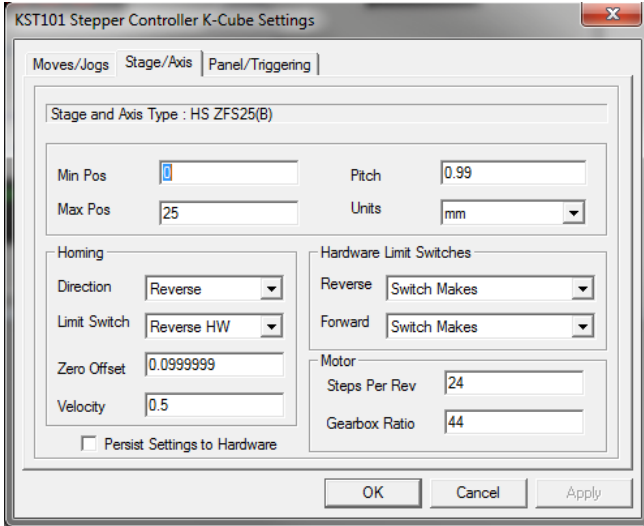 KST101 Stepper Controller K-Cube Settings
Moves/Jogs Stage/Axis Panel/Triggering
Stage and Axis Type : HS ZFS25(B)
Min Pos 0 Pitch 0.99
Max Pos 25 Units mm
Homing
Direction Reverse
Limit Switch Reverse HW
Zero Offset 0.0999999
Velocity 0.5
Persist Settings to Hardware
Hardware Limit Switches
Reverse Switch Makes
Forward Switch Makes
Motor
Steps Per Rev 24
Gearbox Ratio 44
OK Cancel Apply